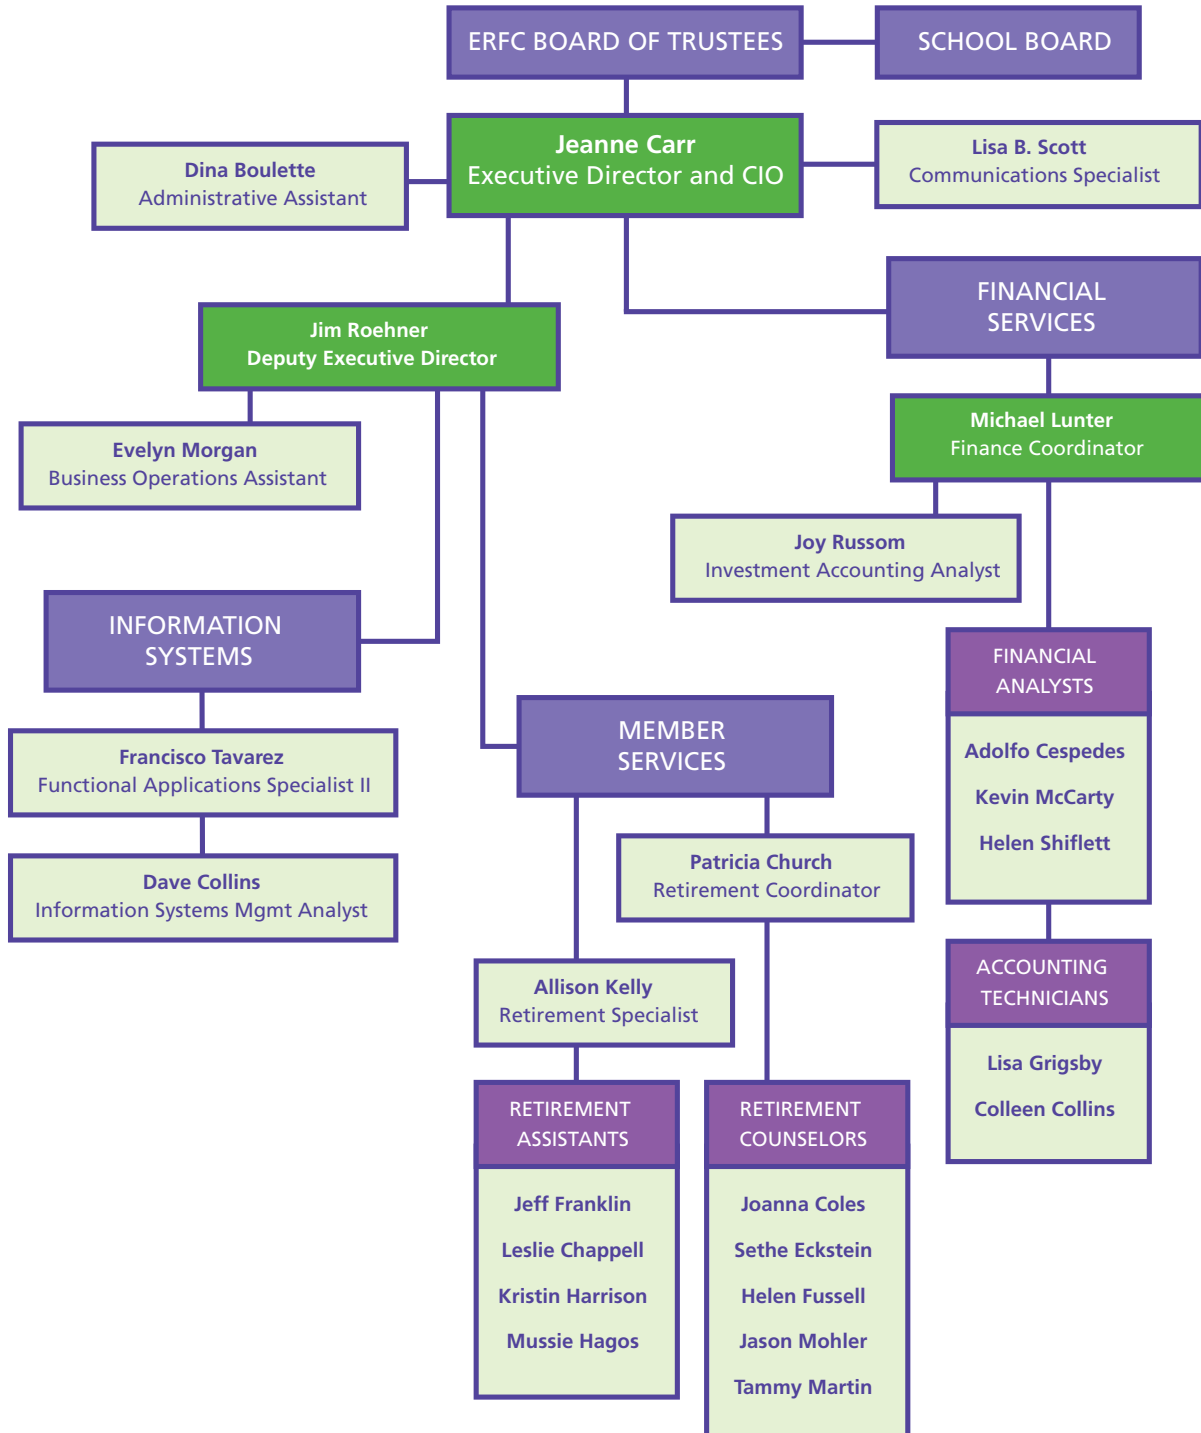 ERFC BOARD OF TRUSTEES
SCHOOL BOARD
Jeanne Carr
Executive Director and CIO
Dina Boulette
Administrative Assistant
Lisa B. Scott
Communications Specialist
FINANCIAL
SERVICES
Jim Roehner
Deputy Executive Director
Michael Lunter
Finance Coordinator
Evelyn Morgan
Business Operations Assistant
Joy Russom
Investment Accounting Analyst
INFORMATION
SYSTEMS
FINANCIAL
ANALYSTS
Adolfo Cespedes
Kevin McCarty
Helen Shiflett
MEMBER
SERVICES
Francisco Tavarez
Functional Applications Specialist II
Dave Collins
Information Systems Mgmt Analyst
Patricia Church
Retirement Coordinator
ACCOUNTING
TECHNICIANS
Lisa Grigsby
Colleen Collins
Allison Kelly
Retirement Specialist
RETIREMENT
ASSISTANTS
Jeff Franklin
Leslie Chappell
Kristin Harrison
Mussie Hagos
RETIREMENT
COUNSELORS
Joanna Coles
Sethe Eckstein
Helen Fussell
Jason Mohler
Tammy Martin